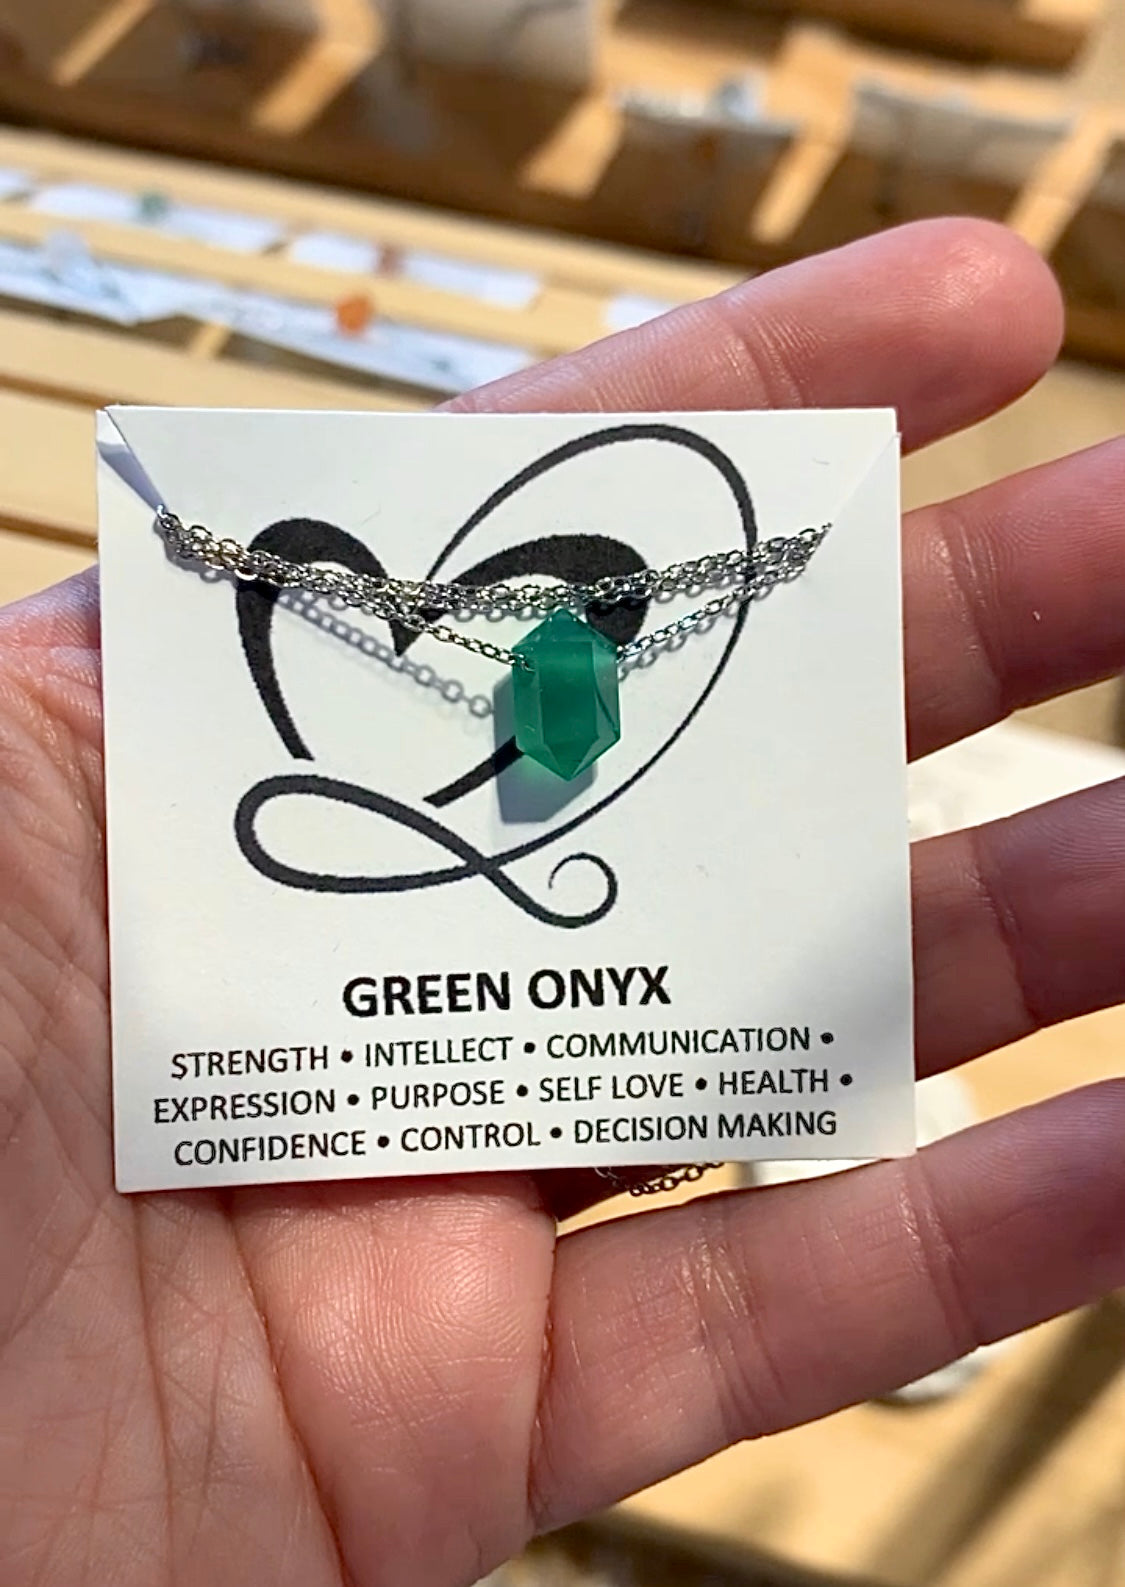 GREEN ONYX
STRENGTH • INTELLECT • COMMUNICATION •
EXPRESSION • PURPOSE • SELF LOVE • HEALTH •
CONFIDENCE • CONTROL • DECISION MAKING